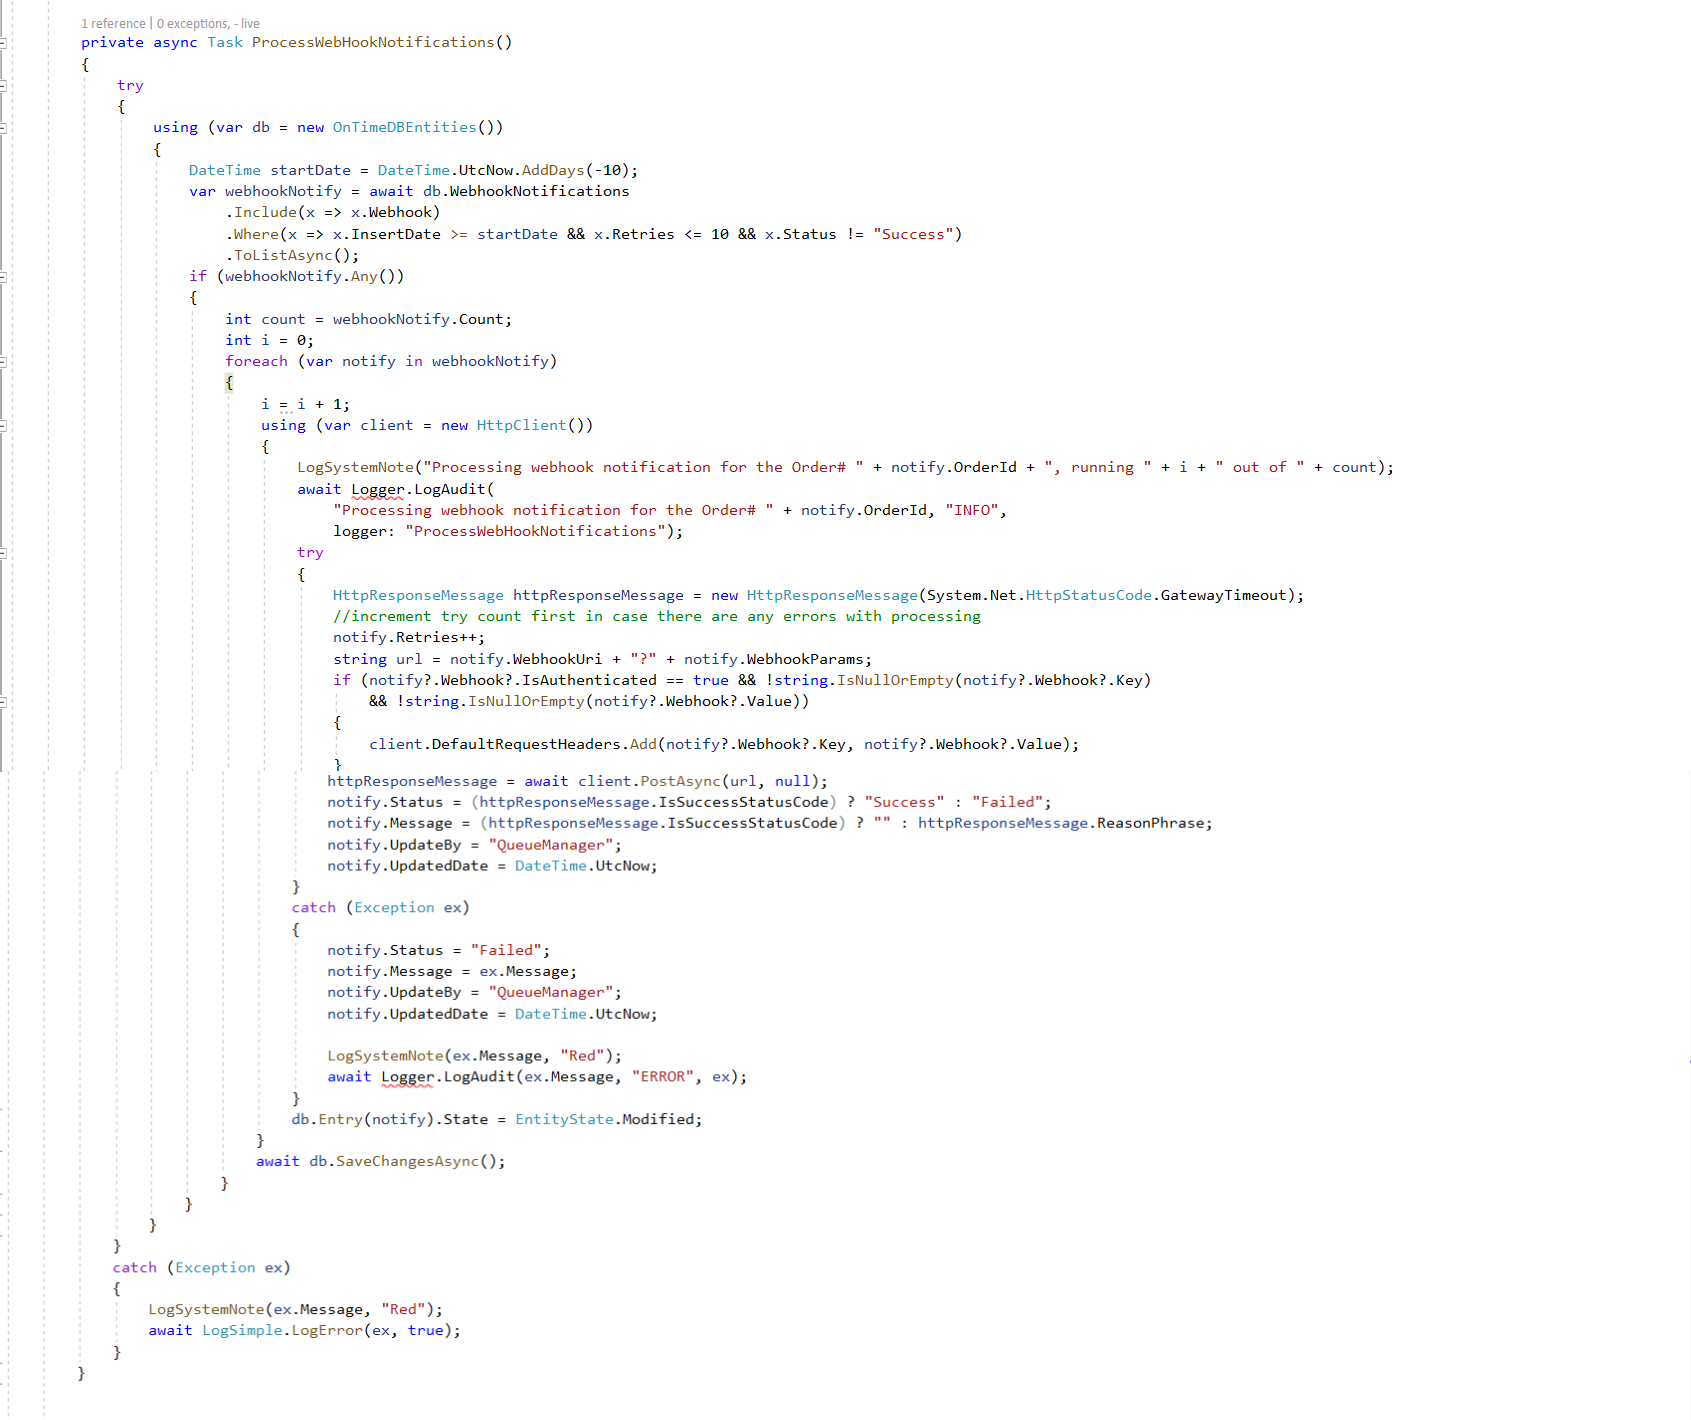 1 reference | 0 exceptions, - live
private async Task ProcessWebHookNotifications()
{
try
{
using (var db = new OnTimeDBEntities())
{
DateTime startDate = DateTime.UtcNow.AddDays(-10);
var webhookNotify = await db.WebhookNotifications
.Include(x => x.Webhook)
.Where(x => x.InsertDate >= startDate && x.Retries <= 10 && x.Status != "Success")
.ToListAsync();
if (webhookNotify.Any())
{
int count = webhookNotify.Count;
int i = 0;
foreach (var notify in webhookNotify)
{
i = i + 1;
using (var client = new HttpClient())
{
LogSystemNote("Processing webhook notification for the Order# " + notify.OrderId + ", running " + i + " out of " + count);
await Logger.LogAudit(
"Processing webhook notification for the Order# " + notify.OrderId, "INFO",
logger: "ProcessWebHookNotifications");
try
{
HttpResponseMessage httpResponseMessage = new HttpResponseMessage(System.Net.HttpStatusCode.GatewayTimeout);
//increment try count first in case there are any errors with processing
notify.Retries++;
string url = notify.WebhookUri + "?" + notify.WebhookParams;
if (notify?.Webhook?.IsAuthenticated == true && !string.IsNullOrEmpty(notify?.Webhook?.Key)
&& !string.IsNullOrEmpty(notify?.Webhook?.Value))
{
client.DefaultRequestHeaders.Add(notify?.Webhook?.Key, notify?.Webhook?.Value);
}
httpResponseMessage = await client.PostAsync(url, null);
notify.Status = (httpResponseMessage.IsSuccessStatusCode) ? "Success" : "Failed";
notify.Message = (httpResponseMessage.IsSuccessStatusCode) ? "" : httpResponseMessage.ReasonPhrase;
notify.UpdateBy = "QueueManager";
notify.UpdatedDate = DateTime.UtcNow;
}
catch (Exception ex)
{
notify.Status = "Failed";
notify.Message = ex.Message;
notify.UpdateBy = "QueueManager";
notify.UpdatedDate = DateTime.UtcNow;
LogSystemNote(ex.Message, "Red");
await Logger.LogAudit(ex.Message, "ERROR", ex);
}
db.Entry(notify).State = EntityState.Modified;
}
await db.SaveChangesAsync();
}
}
}
}
catch (Exception ex)
{
LogSystemNote(ex.Message, "Red");
await LogSimple.LogError(ex, true);
}
}